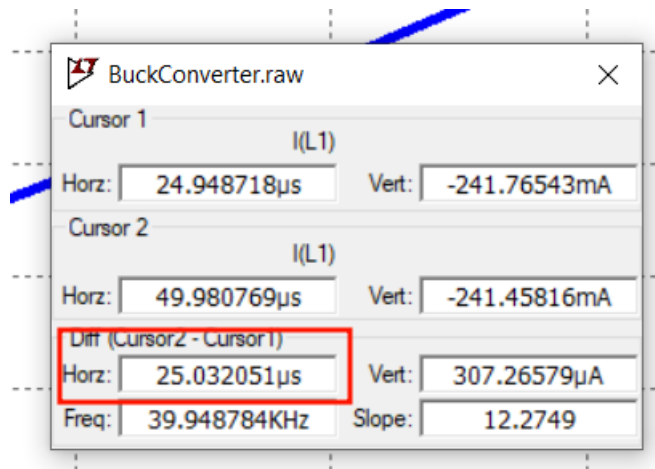 BuckConverter.raw
Cursor 1
I(L1)
Horz: 24.948718µs Vert: -241.76543mA
Cursor 2
I(L1)
Horz: 49.980769µs Vert: -241.45816mA
Diff (Cursor2 - Cursor1)
Horz: 25.032051µs Vert: 307.26579µA
Freq: 39.948784KHz Slope: 12.2749